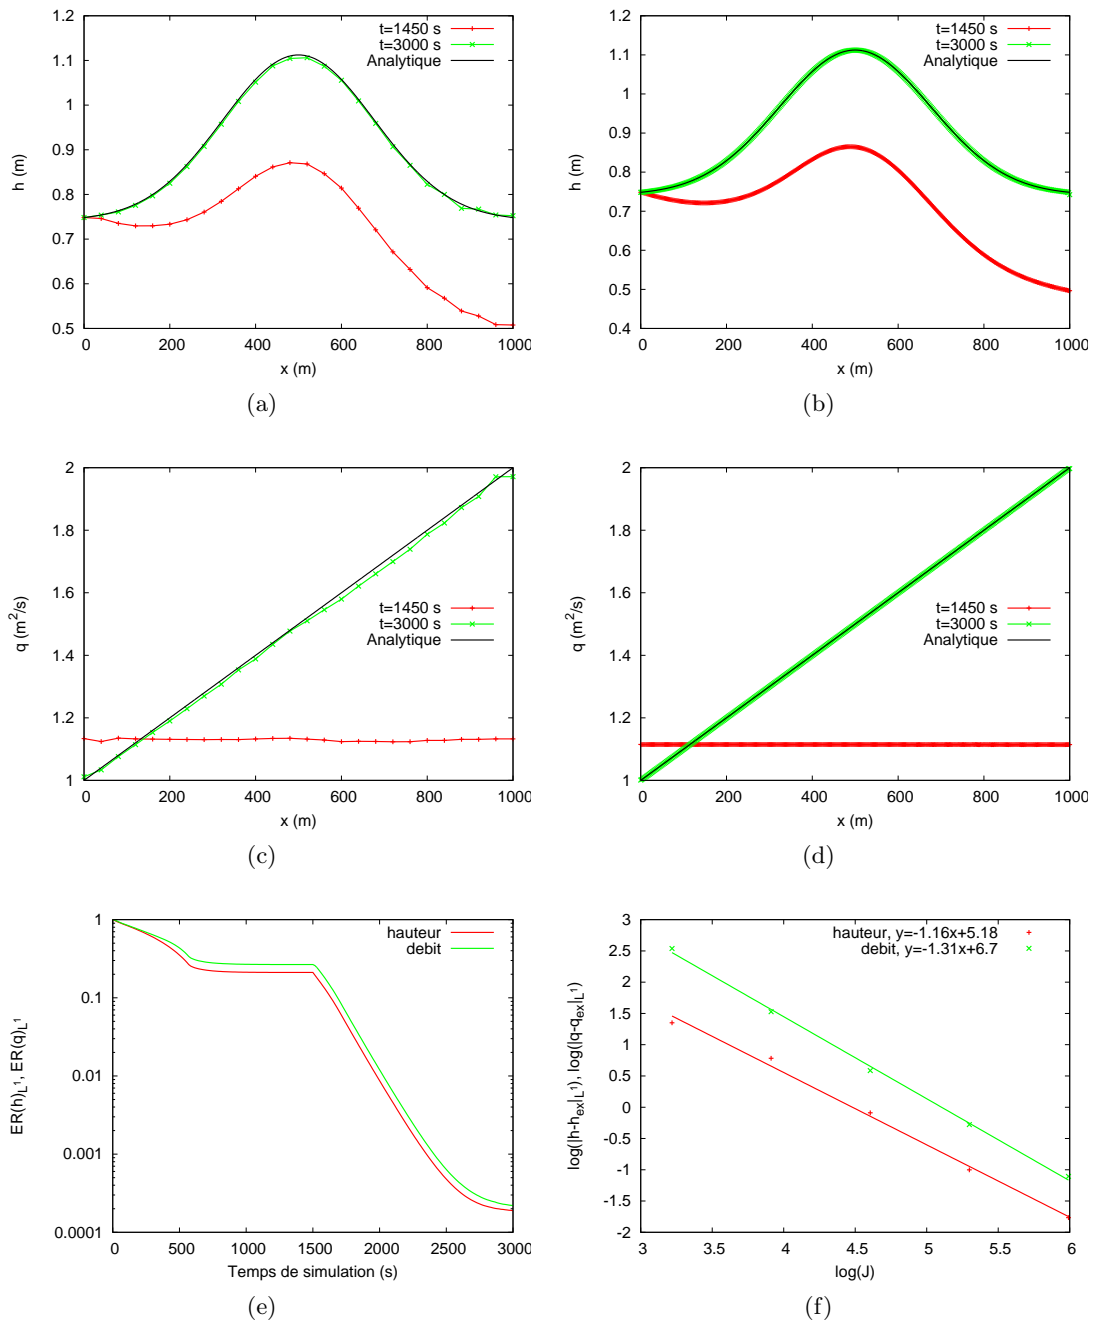 1.2
1.1
1
0.9
0.8
0.7
0.6
0.5
0 200 400 600 800 1000
h (m)
x (m)
t=1450 s
t=3000 s
Analytique
(a)
1.2
1.1
1
0.9
0.8
0.7
0.6
0.5
0.4
0 200 400 600 800 1000
h (m)
x (m)
t=1450 s
t=3000 s
Analytique
(b)
2
1.8
1.6
1.4
1.2
1
0 200 400 600 800 1000
q (m²/s)
x (m)
t=1450 s
t=3000 s
Analytique
(c)
2
1.8
1.6
1.4
1.2
1
0 200 400 600 800 1000
q (m²/s)
x (m)
t=1450 s
t=3000 s
Analytique
(d)
1
0.1
0.01
0.001
0.0001
0 500 1000 1500 2000 2500 3000
ER(h)_L¹, ER(q)_L¹
Temps de simulation (s)
hauteur
debit
(e)
3
2.5
2
1.5
1
0.5
0
-0.5
-1
-1.5
-2
3 3.5 4 4.5 5 5.5 6
log(|h-h_ex|_L¹), log(|q-q_ex|_L¹)
log(J)
hauteur, y=-1.16x+5.18
debit, y=-1.31x+6.7
(f)